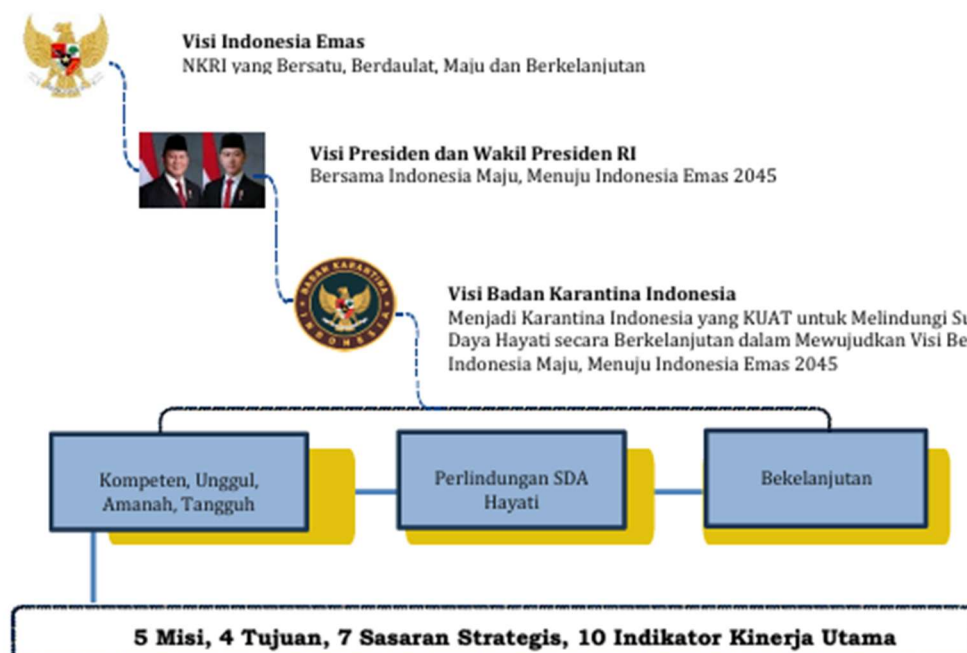 Visi Indonesia Emas
NKRI yang Bersatu, Berdaulat, Maju dan Berkelanjutan
Visi Presiden dan Wakil Presiden RI
Bersama Indonesia Maju, Menuju Indonesia Emas 2045
BADAN KARANTINA
INDONESIA
Visi Badan Karantina Indonesia
Menjadi Karantina Indonesia yang KUAT untuk Melindungi Su
Daya Hayati secara Berkelanjutan dalam Mewujudkan Visi Be
Indonesia Maju, Menuju Indonesia Emas 2045
Kompeten, Unggul,
Amanah, Tangguh
Perlindungan SDA
Hayati
Bekelanjutan
5 Misi, 4 Tujuan, 7 Sasaran Strategis, 10 Indikator Kinerja Utama